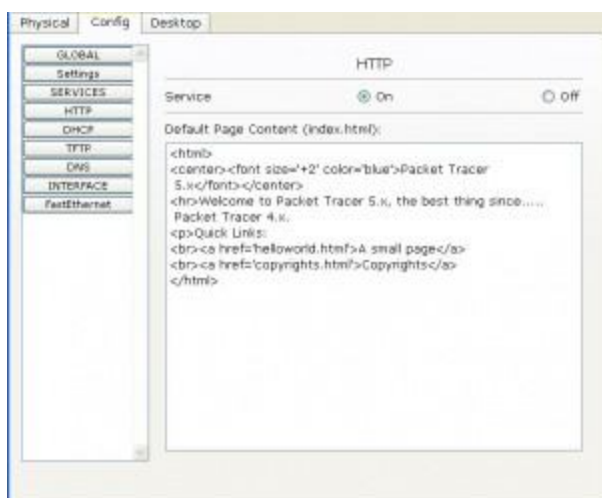 Physical Config Desktop
GLOBAL
Settings
SERVICES
HTTP
DHCP
TFTP
DNS
INTERFACE
FastEthernet
HTTP
Service On Off
Default Page Content (index.html):
<html>
<center><font size='+2' color='blue'>Packet Tracer
5.x</font></center>
<hr>Welcome to Packet Tracer 5.x, the best thing since.....
Packet Tracer 4.x.
<p>Quick Links:
<br><a href='helloworld.html'>A small page</a>
<br><a href='copyrights.html'>Copyrights</a>
</html>